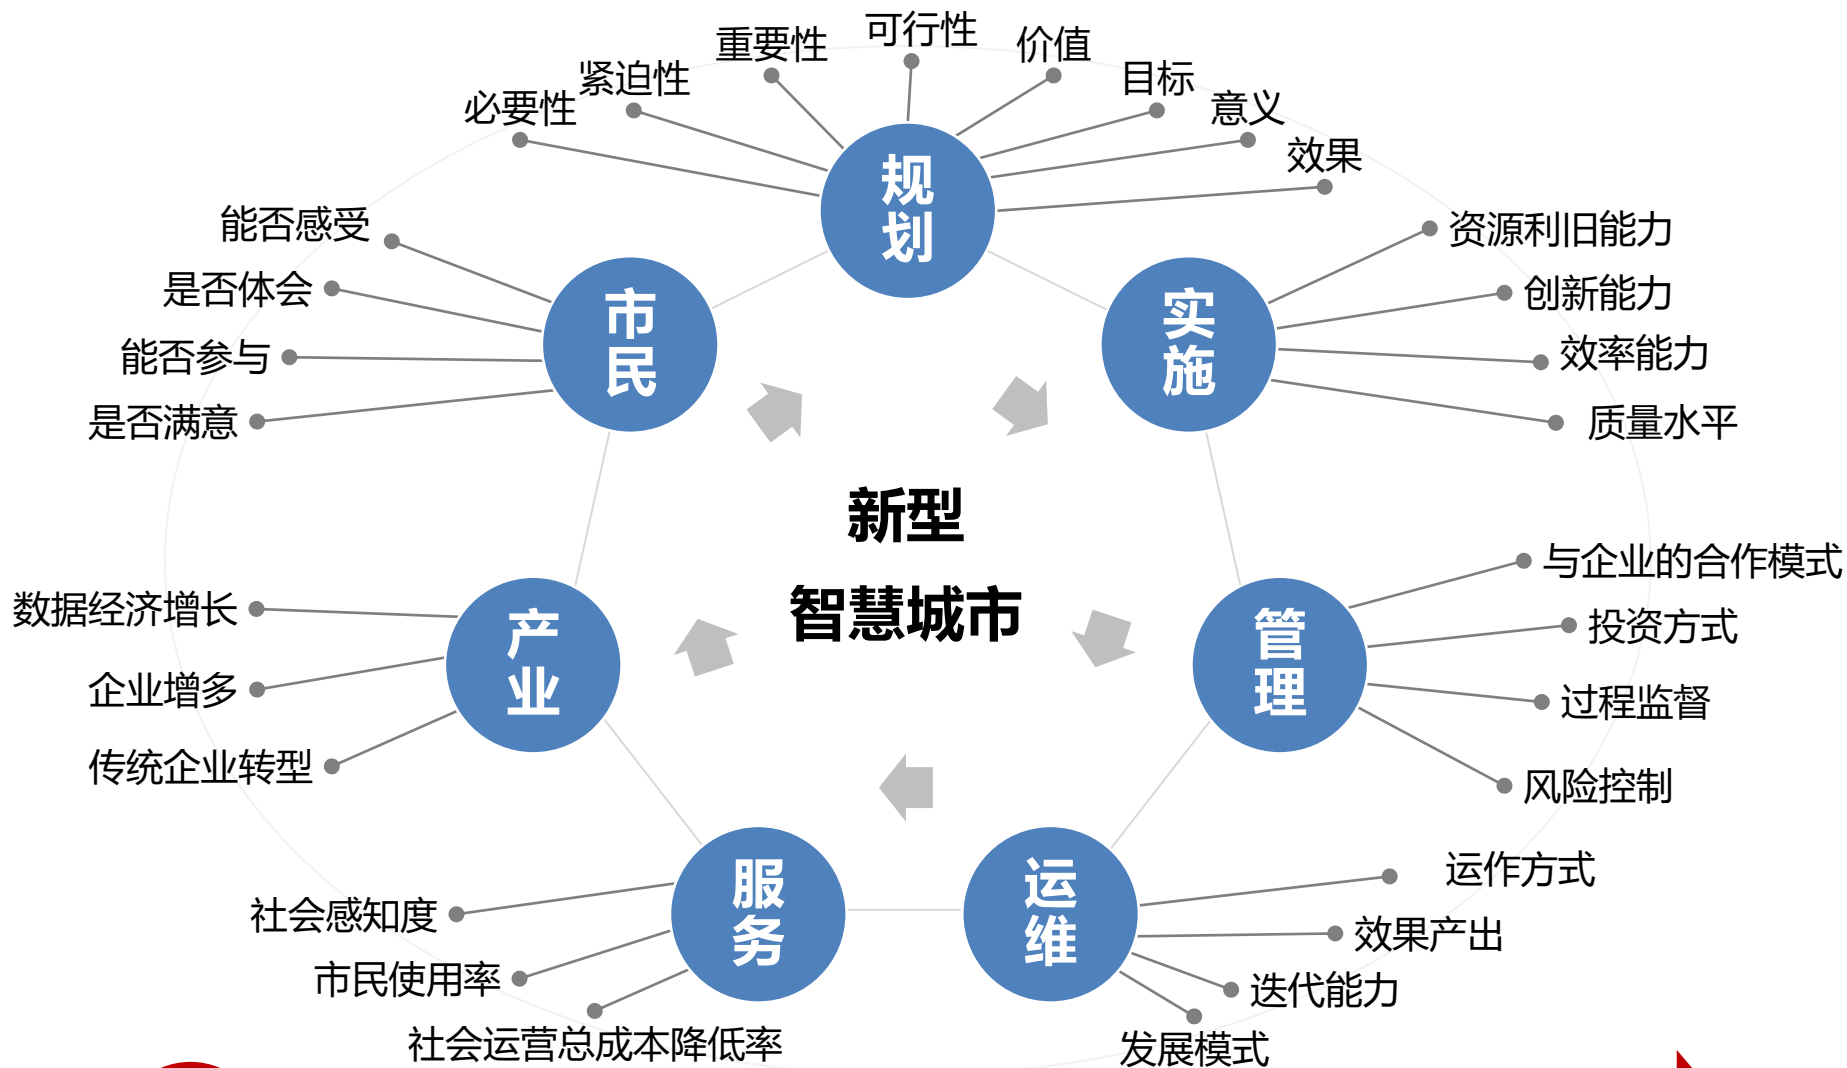 必要性
紧迫性
重要性
可行性
价值
目标
意义
效果
规
划
资源利旧能力
创新能力
效率能力
质量水平
实
施
能否感受
是否体会
能否参与
是否满意
市
民
新型
智慧城市
与企业的合作模式
投资方式
过程监督
风险控制
管
理
数据经济增长
企业增多
传统企业转型
产
业
运作方式
效果产出
迭代能力
发展模式
运
维
社会感知度
市民使用率
社会运营总成本降低率
服
务